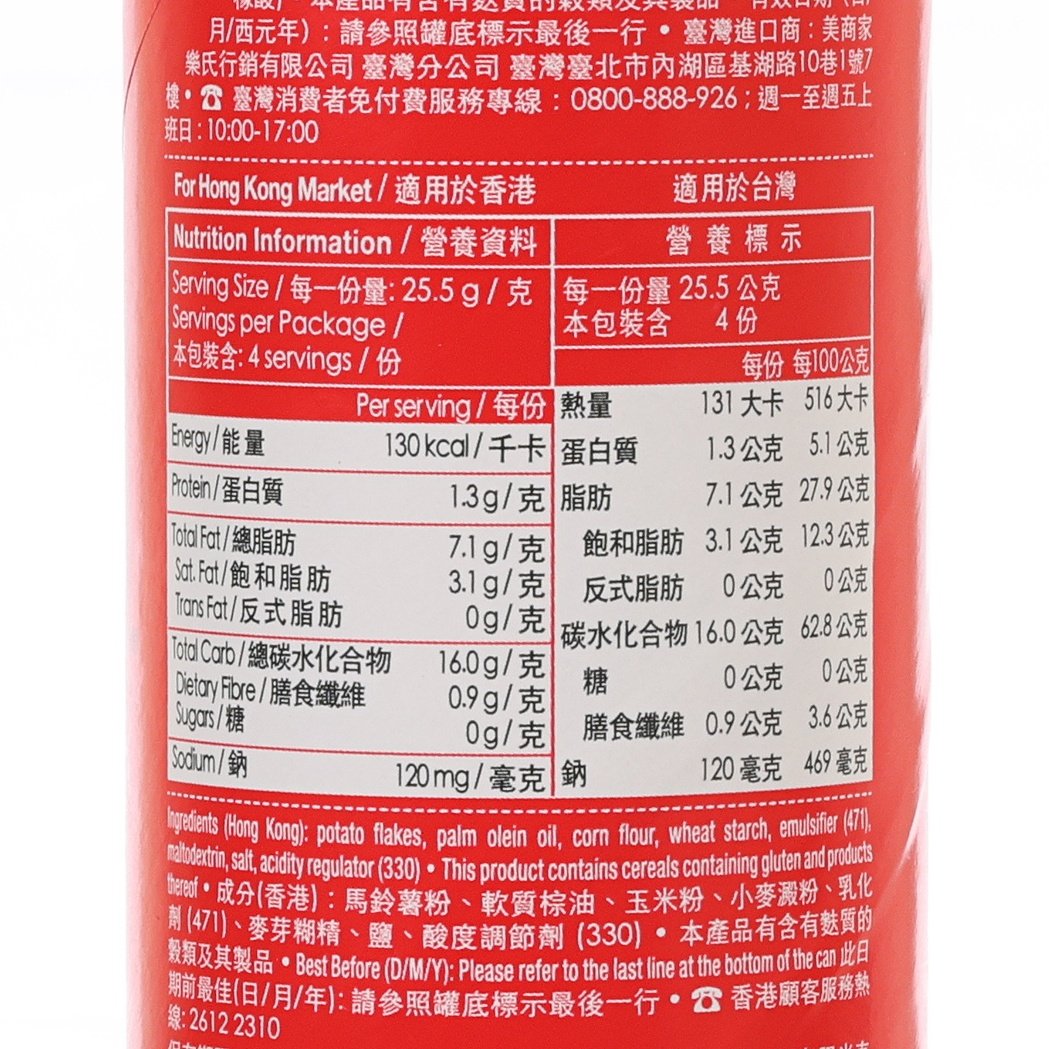 橡酸）• 本產品有含有麩質的穀類及其製品 • 有效日期（日/
月/西元年）：請參照罐底標示最後一行 • 臺灣進口商：美商家
樂氏行銷有限公司 臺灣分公司 臺灣臺北市內湖區基湖路10巷1號7
樓• ☎ 臺灣消費者免付費服務專線：0800-888-926；週一至週五上
班日：10:00-17:00
For Hong Kong Market / 適用於香港
Nutrition Information / 營養資料
Serving Size / 每一份量: 25.5 g / 克
Servings per Package /
本包裝含: 4 servings / 份
Per serving / 每份
Energy / 能量 130 kcal / 千卡
Protein / 蛋白質 1.3 g / 克
Total Fat / 總脂肪 7.1 g / 克
Sat. Fat / 飽和脂肪 3.1 g / 克
Trans Fat / 反式脂肪 0 g / 克
Total Carb / 總碳水化合物 16.0 g / 克
Dietary Fibre / 膳食纖維 0.9 g / 克
Sugars / 糖 0 g / 克
Sodium / 鈉 120 mg / 毫克
適用於台灣
營養標示
每一份量 25.5 公克
本包裝含 4 份
每份 每100公克
熱量 131 大卡 516 大卡
蛋白質 1.3 公克 5.1 公克
脂肪 7.1 公克 27.9 公克
飽和脂肪 3.1 公克 12.3 公克
反式脂肪 0 公克 0 公克
碳水化合物 16.0 公克 62.8 公克
糖 0 公克 0 公克
膳食纖維 0.9 公克 3.6 公克
鈉 120 毫克 469 毫克
Ingredients (Hong Kong): potato flakes, palm olein oil, corn flour, wheat starch, emulsifier (471),
maltodextrin, salt, acidity regulator (330) • This product contains cereals containing gluten and products
thereof • 成分(香港)：馬鈴薯粉、軟質棕油、玉米粉、小麥澱粉、乳化
劑 (471)、麥芽糊精、鹽、酸度調節劑 (330) • 本產品有含有麩質的
穀類及其製品 • Best Before (D/M/Y): Please refer to the last line at the bottom of the can 此日
期前最佳(日/月/年): 請參照罐底標示最後一行 • ☎ 香港顧客服務熱
線: 2612 2310